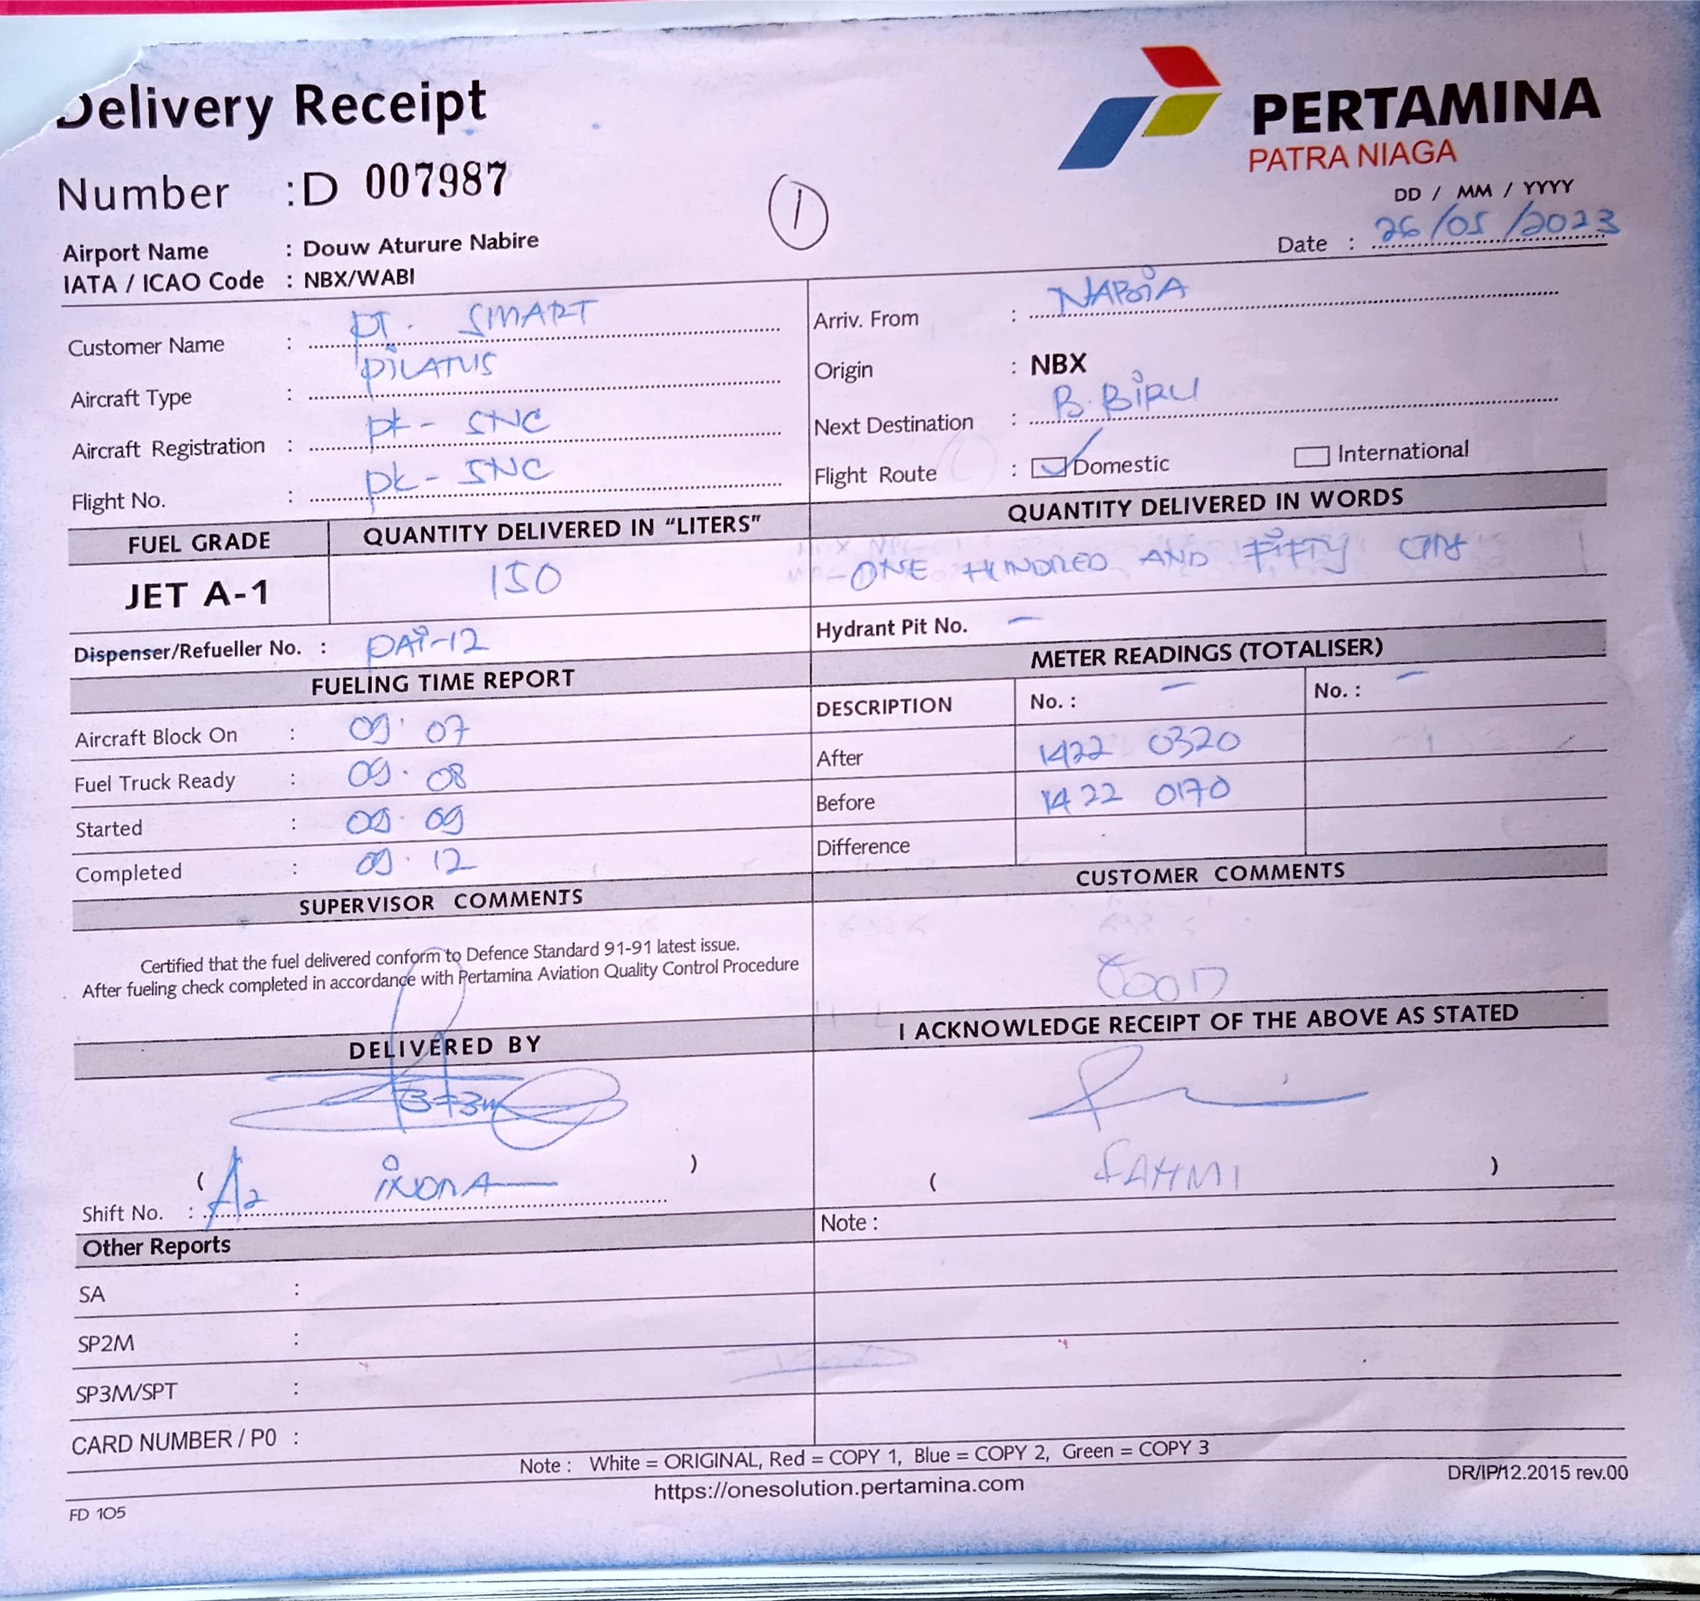 Delivery Receipt
PERTAMINA
PATRA NIAGA
Number :D 007987
1
DD / MM / YYYY
Date : 26/05/2023
Airport Name : Douw Aturure Nabire
IATA / ICAO Code : NBX/WABI
Customer Name : PT. SMART
Arriv. From : NAPBIA
Aircraft Type : PILATUS
Origin : NBX
Aircraft Registration : PK - SNC
Next Destination : B. BIRU
Flight No. : PK - SNC
Flight Route : Domestic International
FUEL GRADE QUANTITY DELIVERED IN "LITERS" QUANTITY DELIVERED IN WORDS
JET A-1 150 - ONE HUNDRED AND FIFTY
Dispenser/Refueller No. : PAI-12
Hydrant Pit No. -
FUELING TIME REPORT METER READINGS (TOTALISER)
DESCRIPTION No. : - No. : -
Aircraft Block On : 09.07
After 1422 0320
Fuel Truck Ready : 09.08
Before 1422 0170
Started : 09.09
Difference
Completed : 09.12
SUPERVISOR COMMENTS CUSTOMER COMMENTS
Certified that the fuel delivered conform to Defence Standard 91-91 latest issue.
After fueling check completed in accordance with Pertamina Aviation Quality Control Procedure
GOOD
DELIVERED BY I ACKNOWLEDGE RECEIPT OF THE ABOVE AS STATED
( )
( FAHMI )
Shift No. : A2
Note :
Other Reports
SA :
SP2M :
SP3M/SPT :
CARD NUMBER / P0 :
Note : White = ORIGINAL, Red = COPY 1, Blue = COPY 2, Green = COPY 3
https://onesolution.pertamina.com
DR/IP/12.2015 rev.00
FD 105